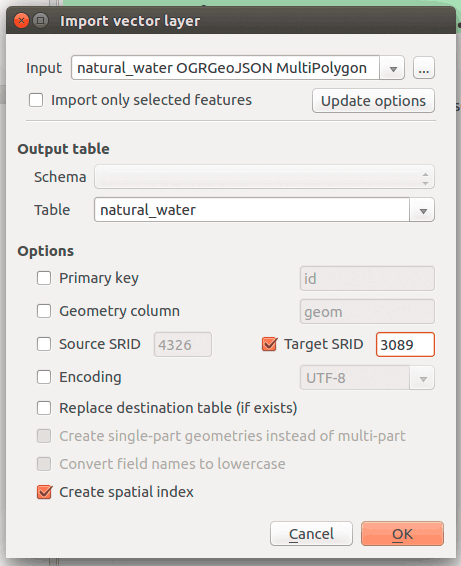 Import vector layer
Input natural_water OGRGeoJSON MultiPolygon ...
Import only selected features Update options
Output table
Schema
Table natural_water
Options
Primary key id
Geometry column geom
Source SRID 4326 Target SRID 3089
Encoding UTF-8
Replace destination table (if exists)
Create single-part geometries instead of multi-part
Convert field names to lowercase
Create spatial index
Cancel OK